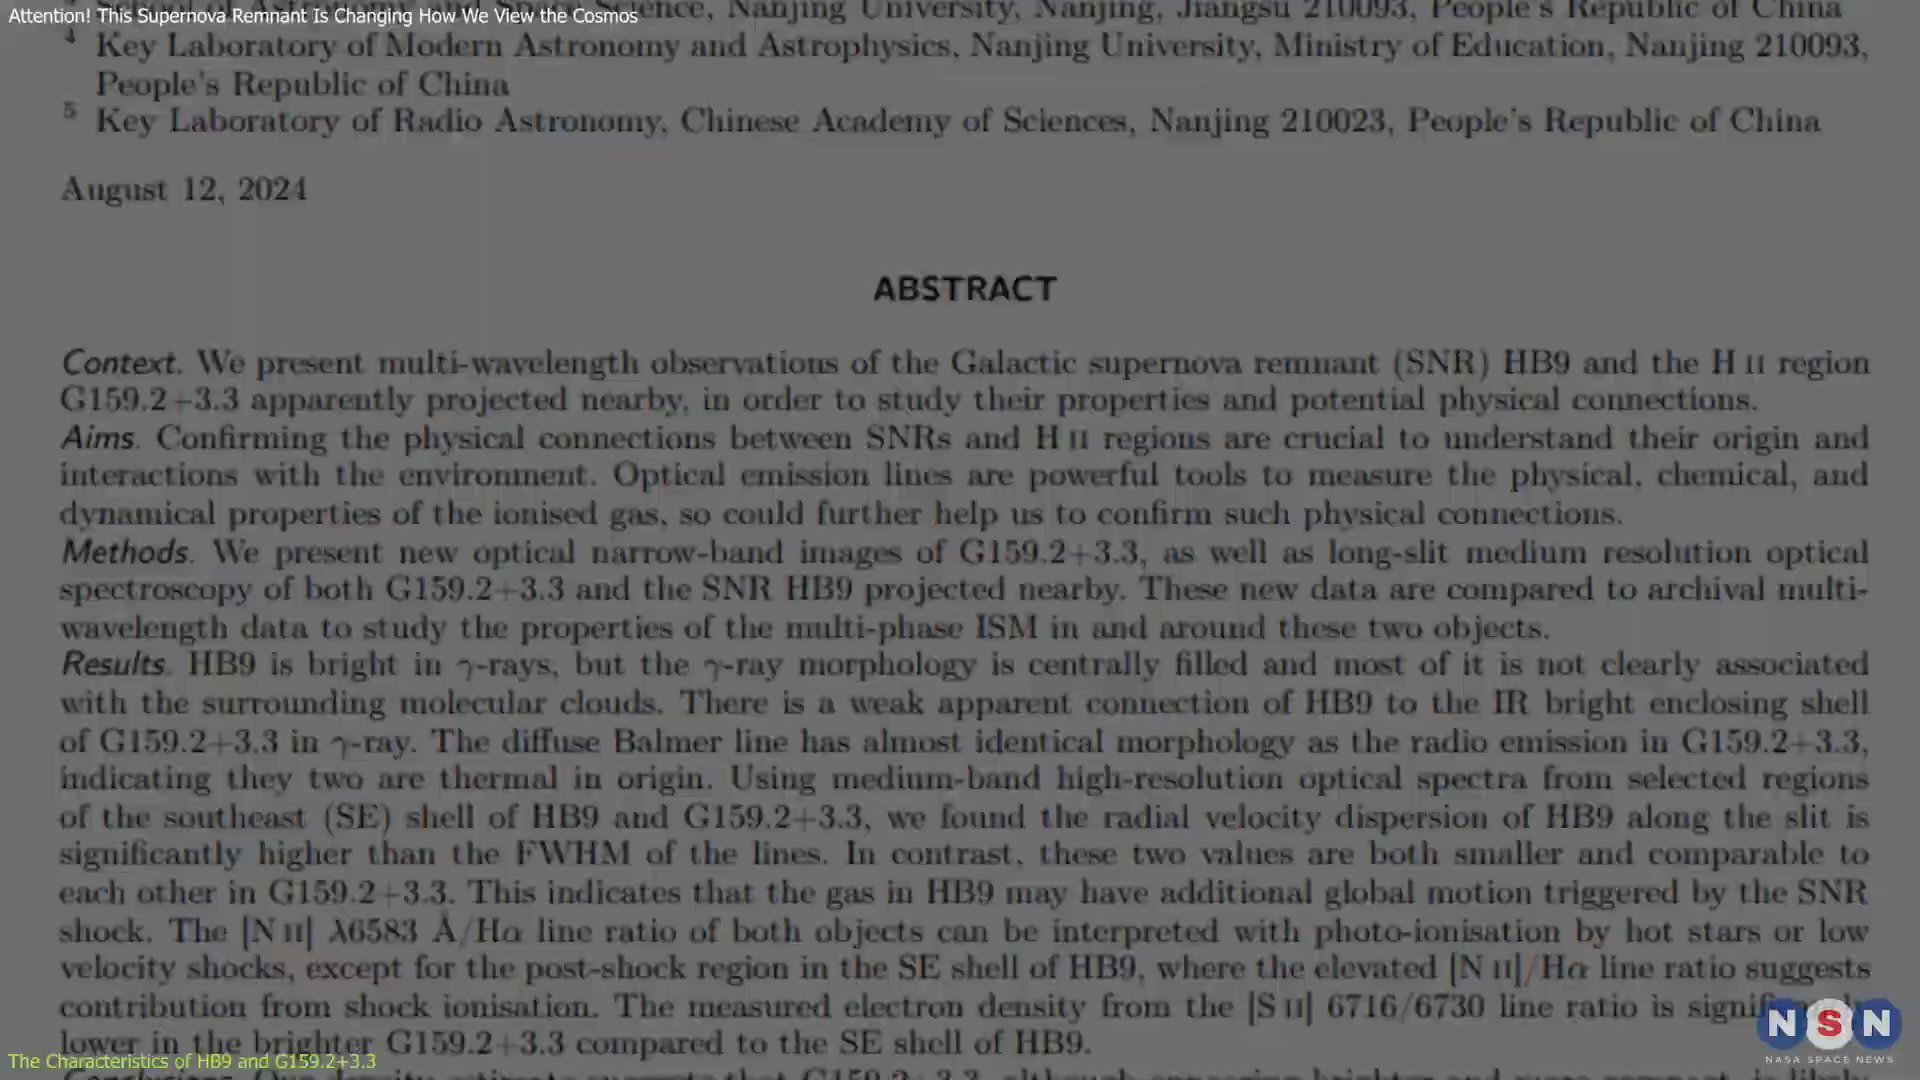 Attention! This Supernova Remnant Is Changing How We View the Cosmos
Science, Nanjing University, Nanjing, Jiangsu 210093, People's Republic of China
4 Key Laboratory of Modern Astronomy and Astrophysics, Nanjing University, Ministry of Education, Nanjing 210093,
People's Republic of China
5 Key Laboratory of Radio Astronomy, Chinese Academy of Sciences, Nanjing 210023, People's Republic of China
August 12, 2024
ABSTRACT
Context. We present multi-wavelength observations of the Galactic supernova remnant (SNR) HB9 and the H II region
G159.2+3.3 apparently projected nearby, in order to study their properties and potential physical connections.
Aims. Confirming the physical connections between SNRs and H II regions are crucial to understand their origin and
interactions with the environment. Optical emission lines are powerful tools to measure the physical, chemical, and
dynamical properties of the ionised gas, so could further help us to confirm such physical connections.
Methods. We present new optical narrow-band images of G159.2+3.3, as well as long-slit medium resolution optical
spectroscopy of both G159.2+3.3 and the SNR HB9 projected nearby. These new data are compared to archival multi-
wavelength data to study the properties of the multi-phase ISM in and around these two objects.
Results. HB9 is bright in γ-rays, but the γ-ray morphology is centrally filled and most of it is not clearly associated
with the surrounding molecular clouds. There is a weak apparent connection of HB9 to the IR bright enclosing shell
of G159.2+3.3 in γ-ray. The diffuse Balmer line has almost identical morphology as the radio emission in G159.2+3.3,
indicating they two are thermal in origin. Using medium-band high-resolution optical spectra from selected regions
of the southeast (SE) shell of HB9 and G159.2+3.3, we found the radial velocity dispersion of HB9 along the slit is
significantly higher than the FWHM of the lines. In contrast, these two values are both smaller and comparable to
each other in G159.2+3.3. This indicates that the gas in HB9 may have additional global motion triggered by the SNR
shock. The [N II] λ6583 Å/Hα line ratio of both objects can be interpreted with photo-ionisation by hot stars or low
velocity shocks, except for the post-shock region in the SE shell of HB9, where the elevated [N II]/Hα line ratio suggests
contribution from shock ionisation. The measured electron density from the [S II] 6716/6730 line ratio is
lower in the brighter G159.2+3.3 compared to the SE shell of HB9.
NSN
NASA SPACE NEWS
The Characteristics of HB9 and G159.2+3.3